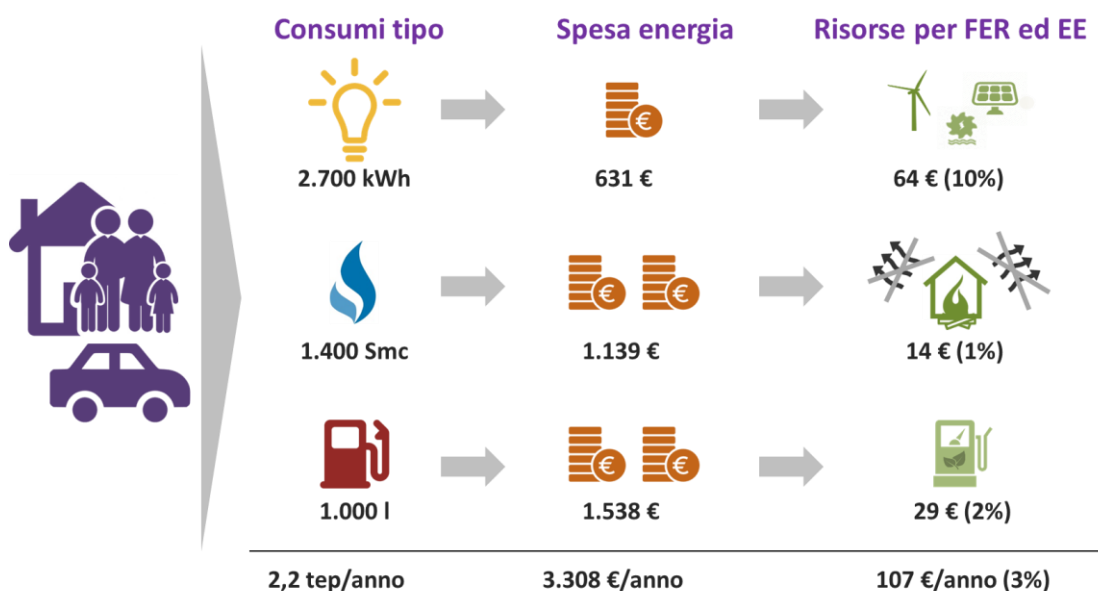 Consumi tipo
Spesa energia
Risorse per FER ed EE
€
2.700 kWh
631 €
64 € (10%)
€
€
1.400 Smc
1.139 €
14 € (1%)
€
€
1.000 l
1.538 €
29 € (2%)
2,2 tep/anno
3.308 €/anno
107 €/anno (3%)